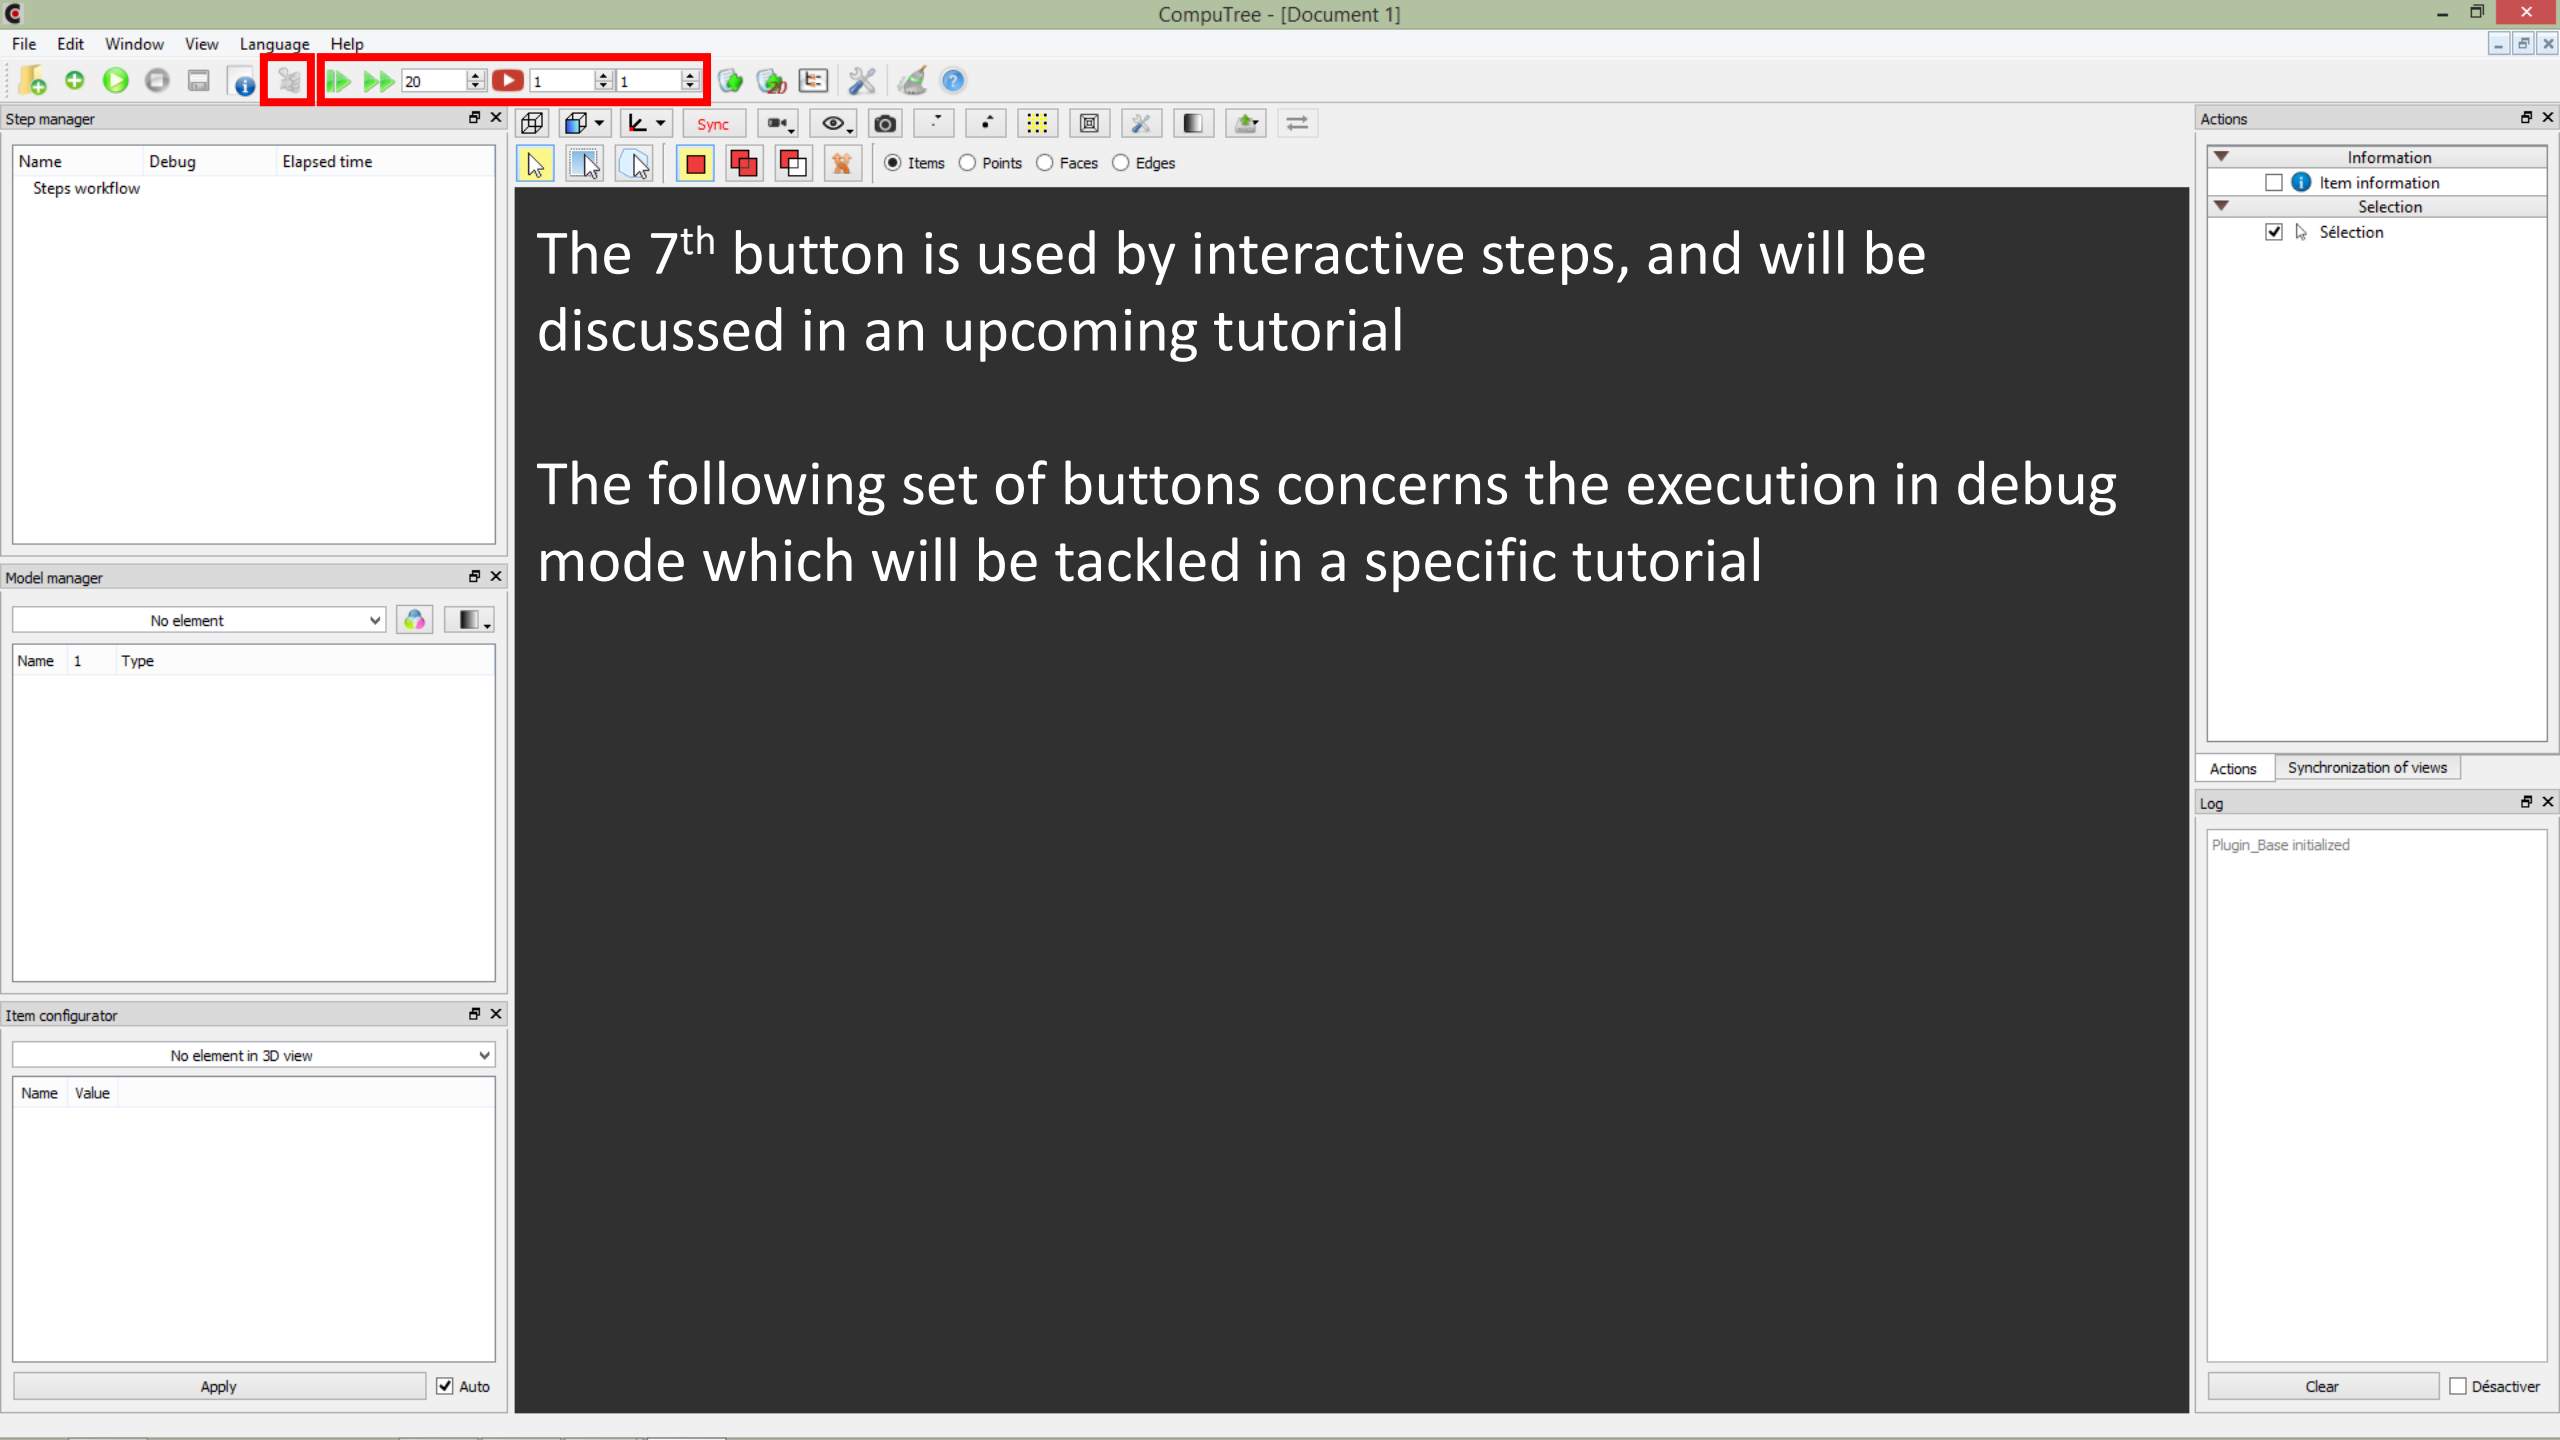 CompuTree - [Document 1]
File Edit Window View Language Help
20 1 1
Step manager
Sync
Actions
Name Debug Elapsed time
Steps workflow
Items Points Faces Edges
Information
Item information
Selection
Sélection
The 7th button is used by interactive steps, and will be
discussed in an upcoming tutorial
The following set of buttons concerns the execution in debug
mode which will be tackled in a specific tutorial
Model manager
No element
Name 1 Type
Actions Synchronization of views
Log
Plugin_Base initialized
Item configurator
No element in 3D view
Name Value
Apply Auto
Clear Désactiver